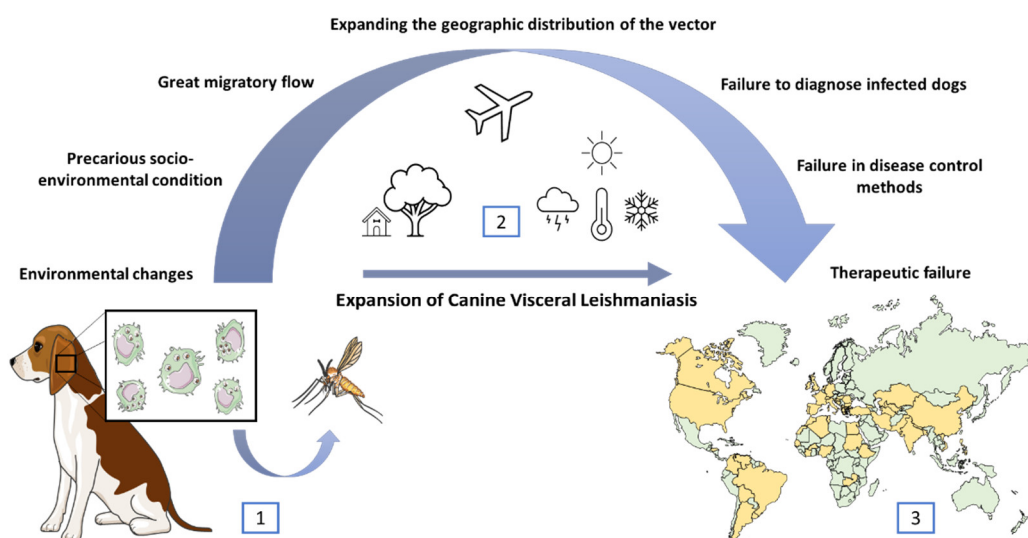 Expanding the geographic distribution of the vector
Great migratory flow
Failure to diagnose infected dogs
Precarious socio-
environmental condition
Failure in disease control
methods
2
Environmental changes
Therapeutic failure
Expansion of Canine Visceral Leishmaniasis
1
3